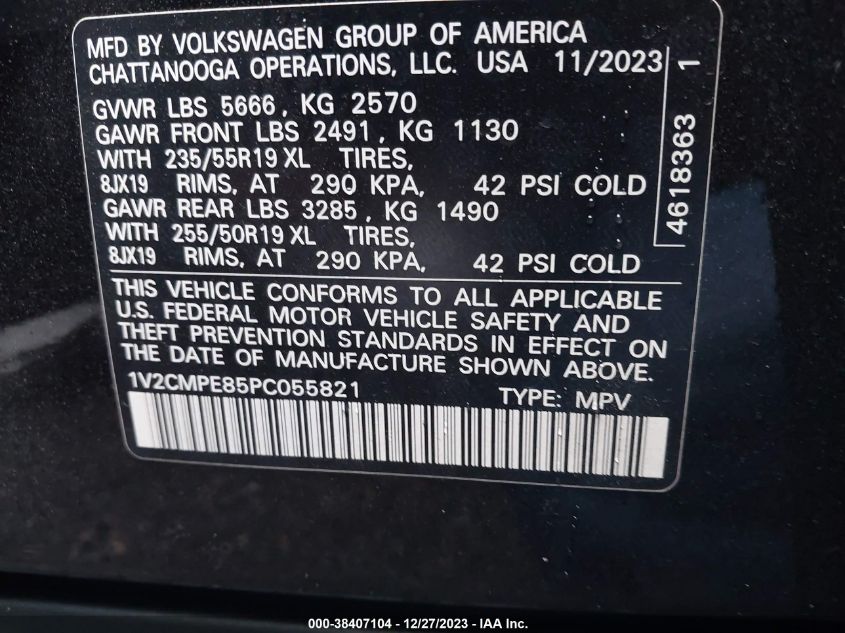 MFD BY VOLKSWAGEN GROUP OF AMERICA
CHATTANOOGA OPERATIONS, LLC. USA 11/2023
GVWR LBS 5666, KG 2570
GAWR FRONT LBS 2491, KG 1130
WITH 235/55R19 XL TIRES,
8JX19 RIMS, AT 290 KPA, 42 PSI COLD
GAWR REAR LBS 3285, KG 1490
WITH 255/50R19 XL TIRES,
8JX19 RIMS, AT 290 KPA, 42 PSI COLD
4618363 1
THIS VEHICLE CONFORMS TO ALL APPLICABLE
U.S. FEDERAL MOTOR VEHICLE SAFETY AND
THEFT PREVENTION STANDARDS IN EFFECT ON
THE DATE OF MANUFACTURE SHOWN ABOVE.
1V2CMPE85PC055821 TYPE: MPV
000-38407104 — 12/27/2023 — IAA Inc.